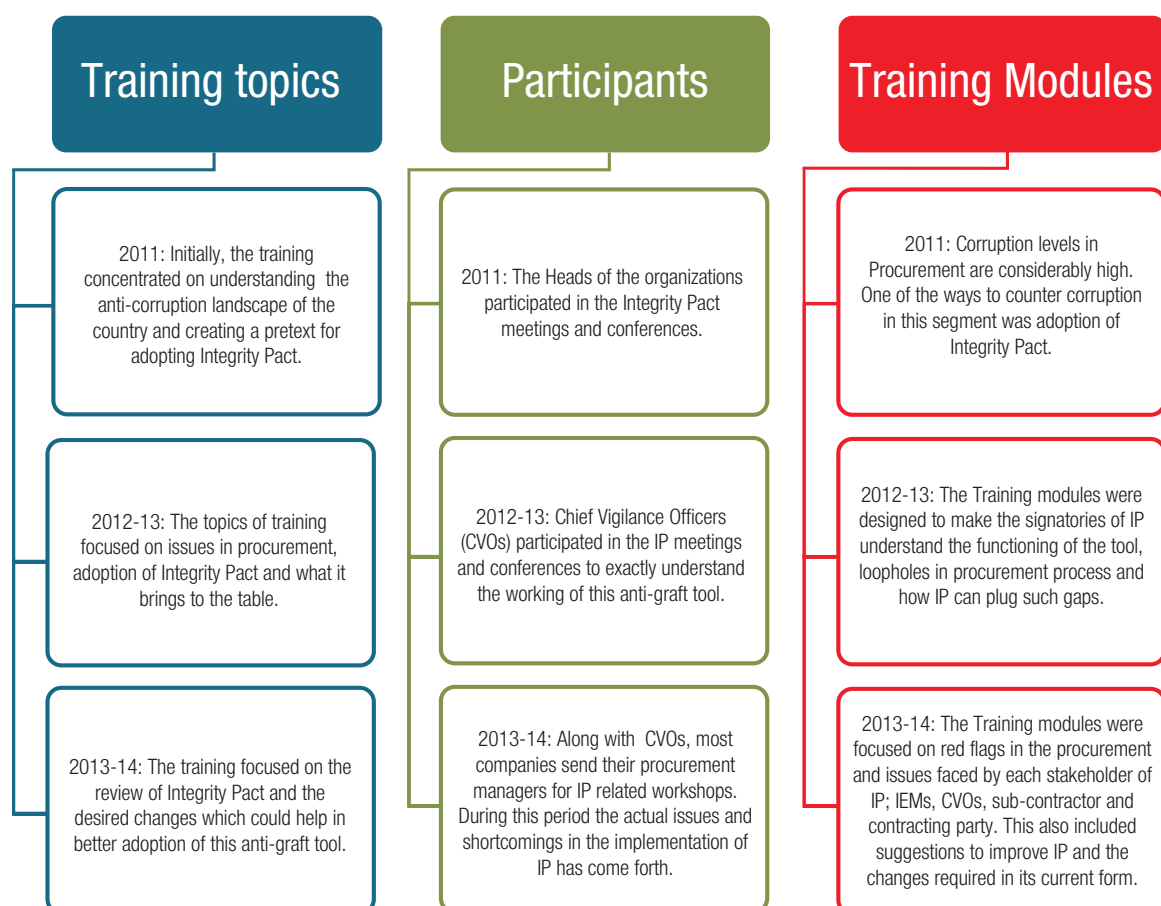 Training topics
2011: Initially, the training
concentrated on understanding the
anti-corruption landscape of the
country and creating a pretext for
adopting Integrity Pact.
2012-13: The topics of training
focused on issues in procurement,
adoption of Integrity Pact and what it
brings to the table.
2013-14: The training focused on the
review of Integrity Pact and the
desired changes which could help in
better adoption of this anti-graft tool.
Participants
2011: The Heads of the organizations
participated in the Integrity Pact
meetings and conferences.
2012-13: Chief Vigilance Officers
(CVOs) participated in the IP meetings
and conferences to exactly understand
the working of this anti-graft tool.
2013-14: Along with CVOs, most
companies send their procurement
managers for IP related workshops.
During this period the actual issues and
shortcomings in the implementation of
IP has come forth.
Training Modules
2011: Corruption levels in
Procurement are considerably high.
One of the ways to counter corruption
in this segment was adoption of
Integrity Pact.
2012-13: The Training modules were
designed to make the signatories of IP
understand the functioning of the tool,
loopholes in procurement process and
how IP can plug such gaps.
2013-14: The Training modules were
focused on red flags in the procurement
and issues faced by each stakeholder of
IP; IEMs, CVOs, sub-contractor and
contracting party. This also included
suggestions to improve IP and the
changes required in its current form.